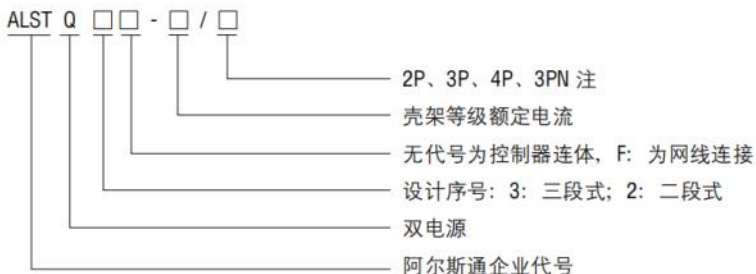 ALST Q □□-□/□
2P、3P、4P、3PN 注
壳架等级额定电流
无代号为控制器连体, F: 为网线连接
设计序号: 3: 三段式; 2: 二段式
双电源
阿尔斯通企业代号